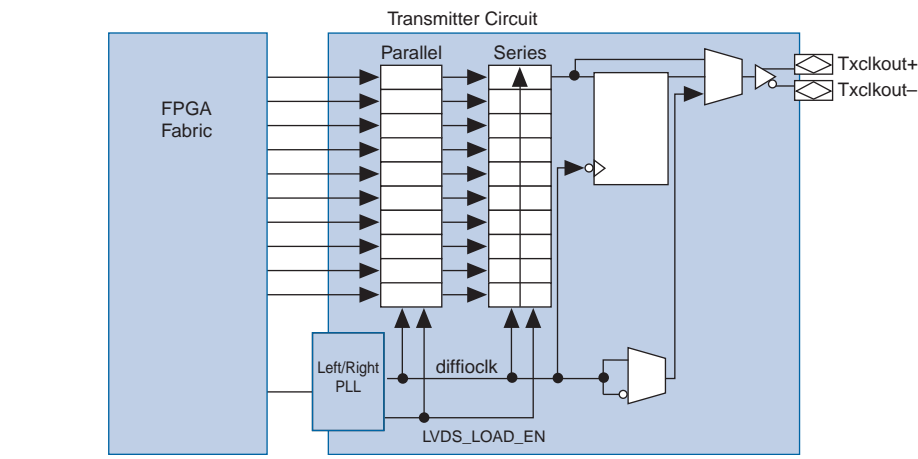 Transmitter Circuit
Parallel
Series
FPGA
Fabric
Txclkout+
Txclkout–
Left/Right
PLL
diffioclk
LVDS_LOAD_EN